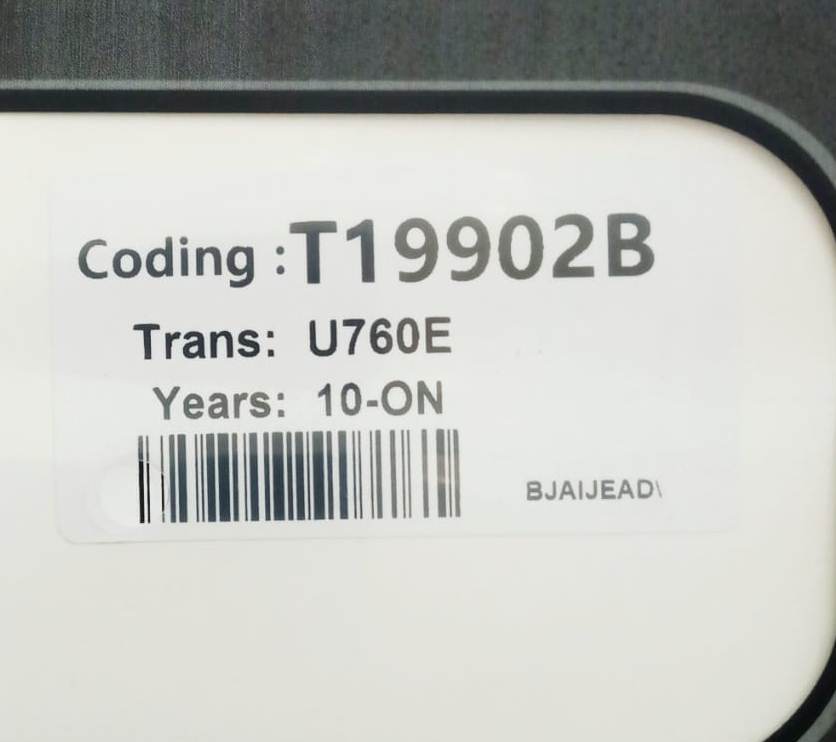 Coding :T19902B
Trans: U760E
Years: 10-ON
BJAIJEAD\